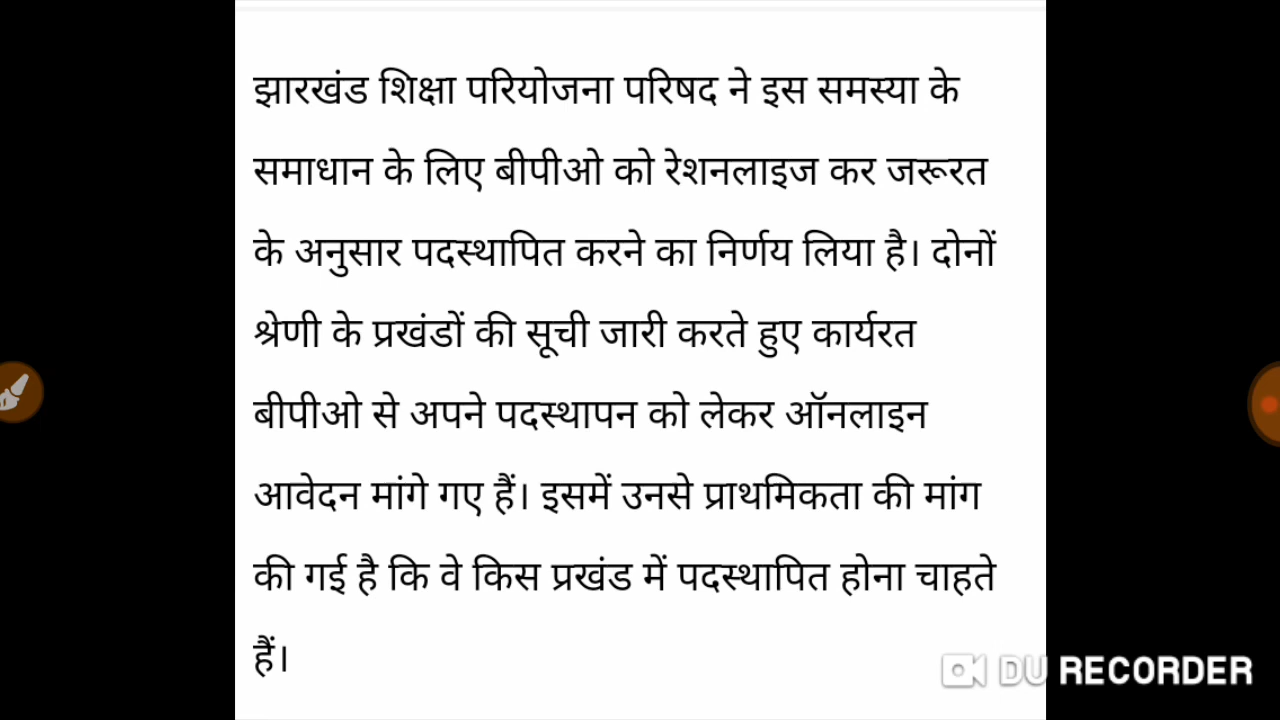 झारखंड शिक्षा परियोजना परिषद ने इस समस्या के
समाधान के लिए बीपीओ को रेशनलाइज कर जरूरत
के अनुसार पदस्थापित करने का निर्णय लिया है। दोनों
श्रेणी के प्रखंडों की सूची जारी करते हुए कार्यरत
बीपीओ से अपने पदस्थापन को लेकर ऑनलाइन
आवेदन मांगे गए हैं। इसमें उनसे प्राथमिकता की मांग
की गई है कि वे किस प्रखंड में पदस्थापित होना चाहते
हैं।
DU RECORDER